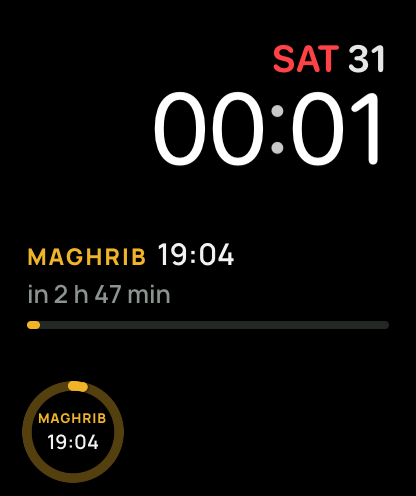 SAT 31
00:01
MAGHRIB 19:04
in 2 h 47 min
MAGHRIB
19:04